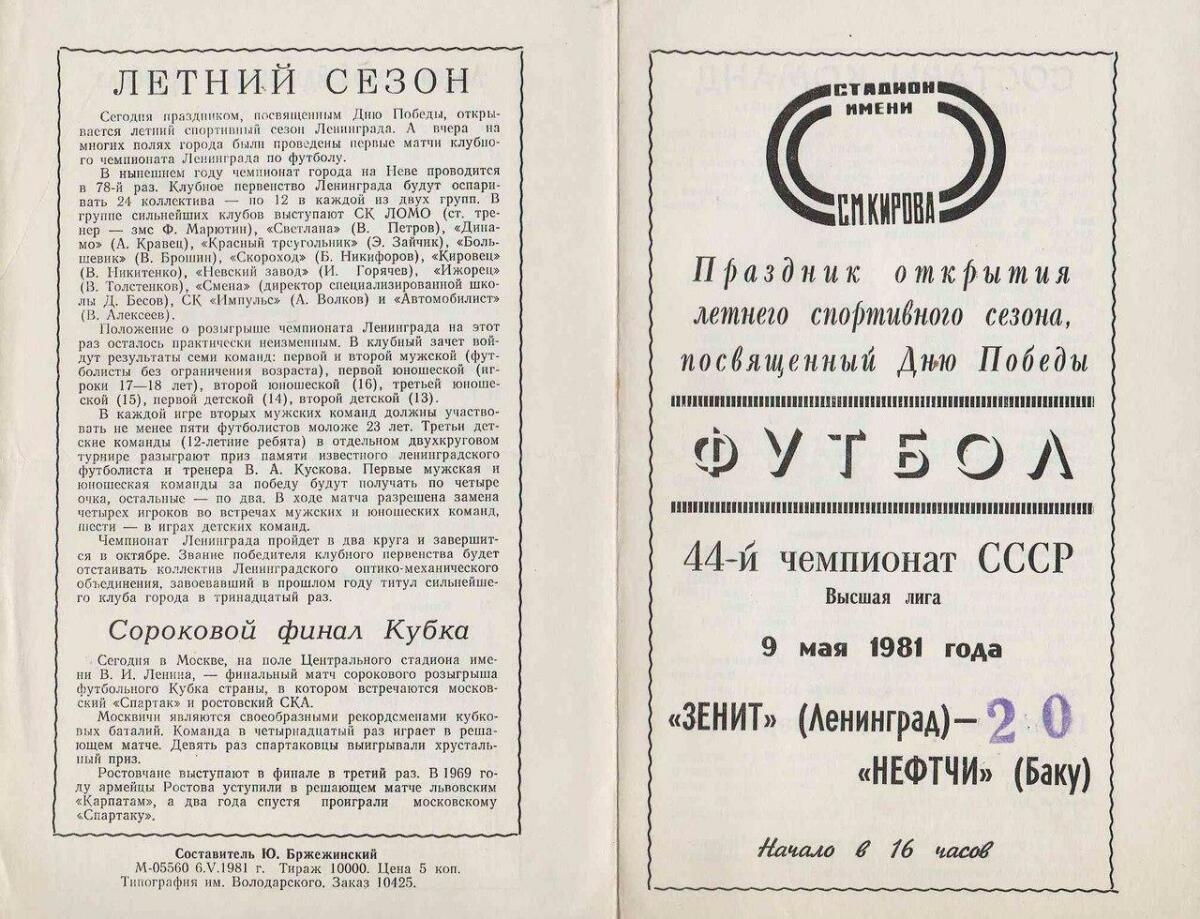 ЛЕТНИЙ СЕЗОН
Сегодня праздником, посвященным Дню Победы, откры-
вается летний спортивный сезон Ленинграда. А вчера на
многих полях города были проведены первые матчи клубно-
го чемпионата Ленинграда по футболу.
В нынешнем году чемпионат города на Неве проводится
в 78-й раз. Клубное первенство Ленинграда будут оспари-
вать 24 коллектива — по 12 в каждой из двух групп. В
группе сильнейших клубов выступают СК ЛОМО (ст. тре-
нер — змс Ф. Марютин), «Светлана» (В. Петров), «Дина-
мо» (А. Кравец), «Красный треугольник» (Э. Зайчик), «Боль-
шевик» (В. Брошин), «Скороход» (Б. Никифоров), «Кировец»
(В. Никитенко), «Невский завод» (И. Горячев), «Ижорец»
(В. Толстенков), «Смена» (директор специализированной шко-
лы Д. Бесов), СК «Импульс» (А. Волков) и «Автомобилист»
(В. Алексеев).
Положение о розыгрыше чемпионата Ленинграда на этот
раз осталось практически неизменным. В клубный зачет вой-
дут результаты семи команд: первой и второй мужской (фут-
болисты без ограничения возраста), первой юношеской (иг-
роки 17—18 лет), второй юношеской (16), третьей юноше-
ской (15), первой детской (14), второй детской (13).
В каждой игре вторых мужских команд должны участво-
вать не менее пяти футболистов моложе 23 лет. Третьи дет-
ские команды (12-летние ребята) в отдельном двухкруговом
турнире разыграют приз памяти известного ленинградского
футболиста и тренера В. А. Кускова. Первые мужская и
юношеская команды за победу будут получать по четыре
очка, остальные — по два. В ходе матча разрешена замена
четырех игроков во встречах мужских и юношеских команд,
шести — в играх детских команд.
Чемпионат Ленинграда пройдет в два круга и завершит-
ся в октябре. Звание победителя клубного первенства будет
отстаивать коллектив Ленинградского оптико-механического
объединения, завоевавший в прошлом году титул сильнейше-
го клуба города в тринадцатый раз.
Сороковой финал Кубка
Сегодня в Москве, на поле Центрального стадиона име-
ни В. И. Ленина, — финальный матч сорокового розыгрыша
футбольного Кубка страны, в котором встречаются москов-
ский «Спартак» и ростовский СКА.
Москвичи являются своеобразными рекордсменами кубко-
вых баталий. Команда в четырнадцатый раз играет в реша-
ющем матче. Девять раз спартаковцы выигрывали хрусталь-
ный приз.
Ростовчане выступают в финале в третий раз. В 1969 го-
ду армейцы Ростова уступили в решающем матче львовским
«Карпатам», а два года спустя проиграли московскому
«Спартаку».
Составитель Ю. Бржежинский
М-05560 6.V.1981 г. Тираж 10000. Цена 5 коп.
Типография им. Володарского. Заказ 10425.
СТАДИОН
ИМЕНИ
С.М.КИРОВА
Праздник открытия
летнего спортивного сезона,
посвященный Дню Победы
ФУТБОЛ
44-й чемпионат СССР
Высшая лига
9 мая 1981 года
«ЗЕНИТ» (Ленинград)— 2 0
«НЕФТЧИ» (Баку)
Начало в 16 часов